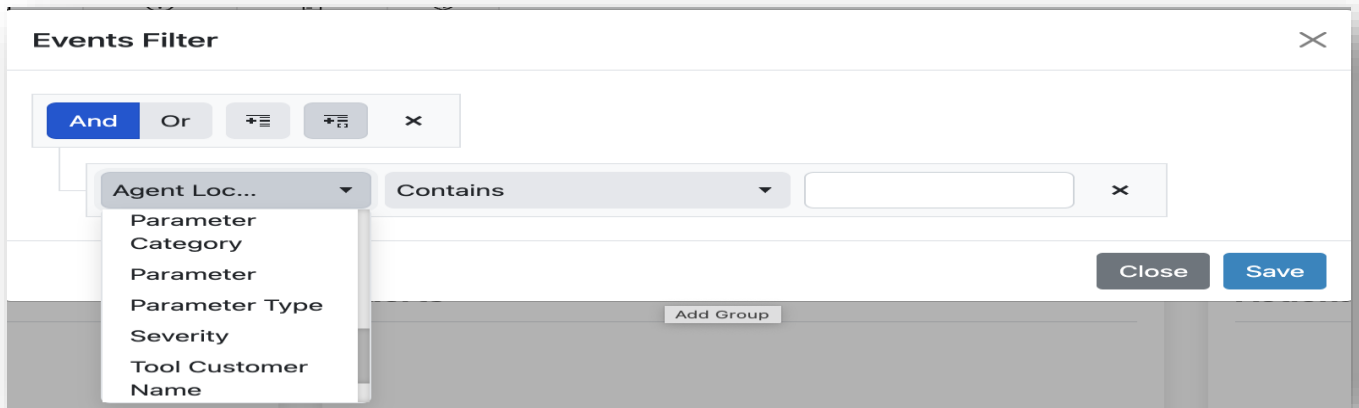 Events Filter
And Or
Agent Loc... Contains
Parameter
Category
Parameter
Parameter Type
Severity
Tool Customer
Name
Close Save
Add Group